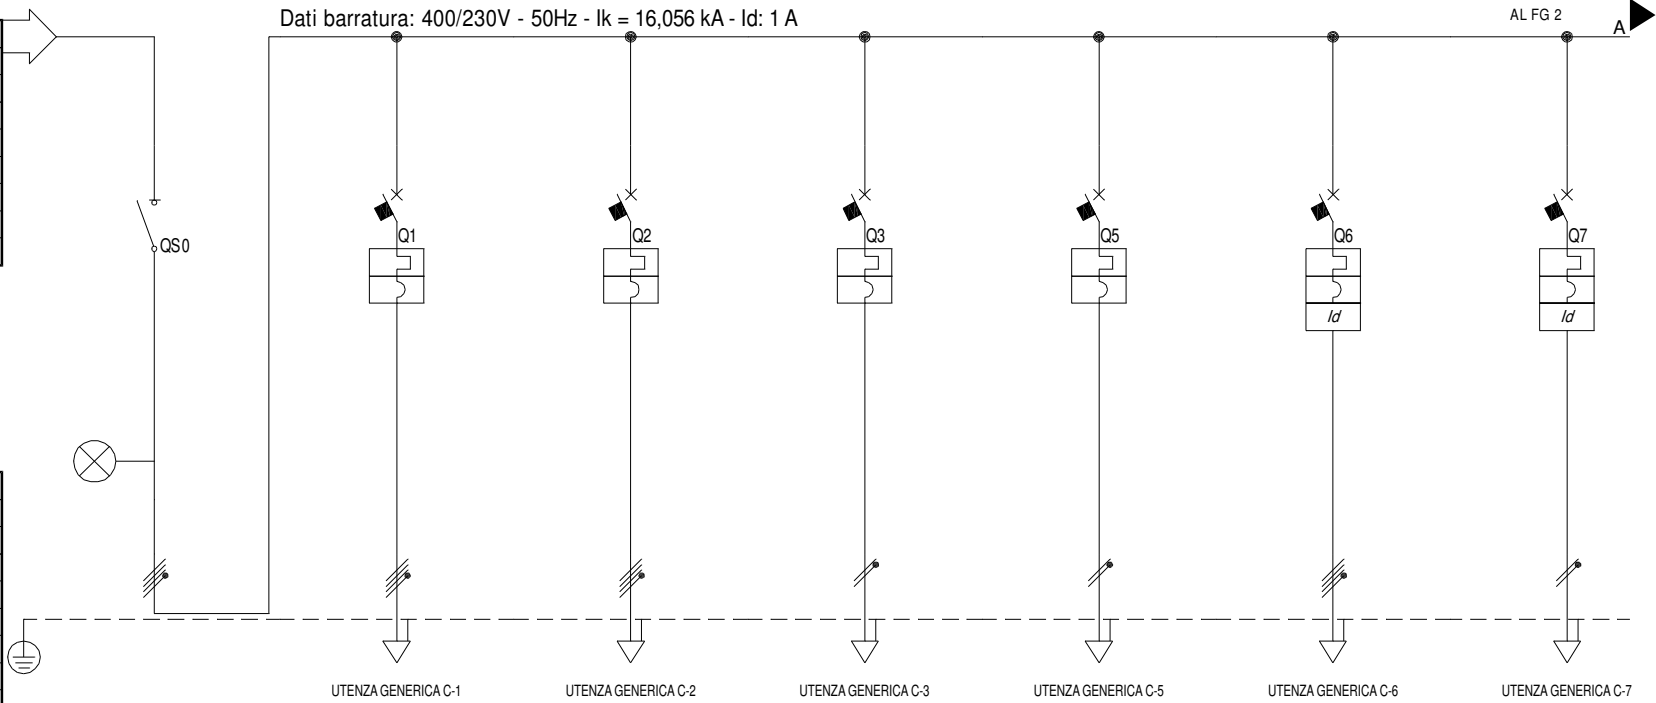 Dati barratura: 400/230V - 50Hz - Ik = 16,056 kA - Id: 1 A
AL FG 2
A
QS0
Q1
Q2
Q3
Q5
Q6
Q7
Id
Id
UTENZA GENERICA C-1
UTENZA GENERICA C-2
UTENZA GENERICA C-3
UTENZA GENERICA C-5
UTENZA GENERICA C-6
UTENZA GENERICA C-7